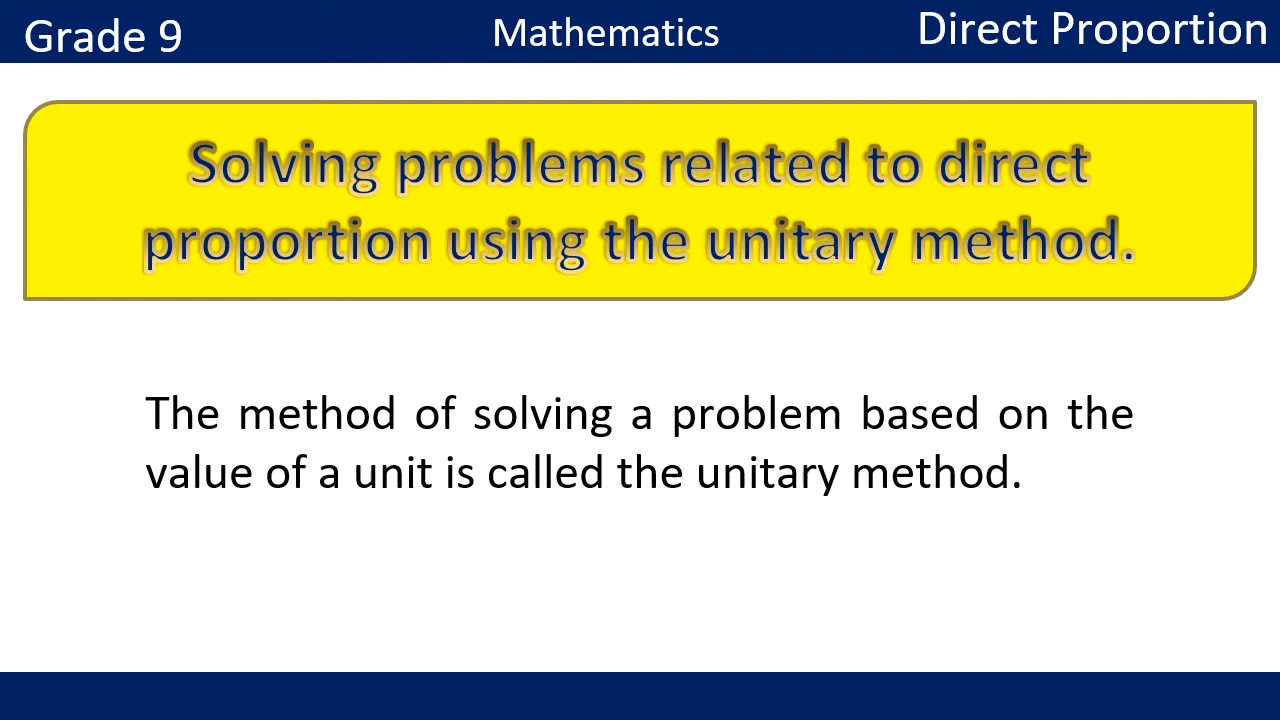 Grade 9
Mathematics
Direct Proportion
Solving problems related to direct
proportion using the unitary method.
The method of solving a problem based on the
value of a unit is called the unitary method.